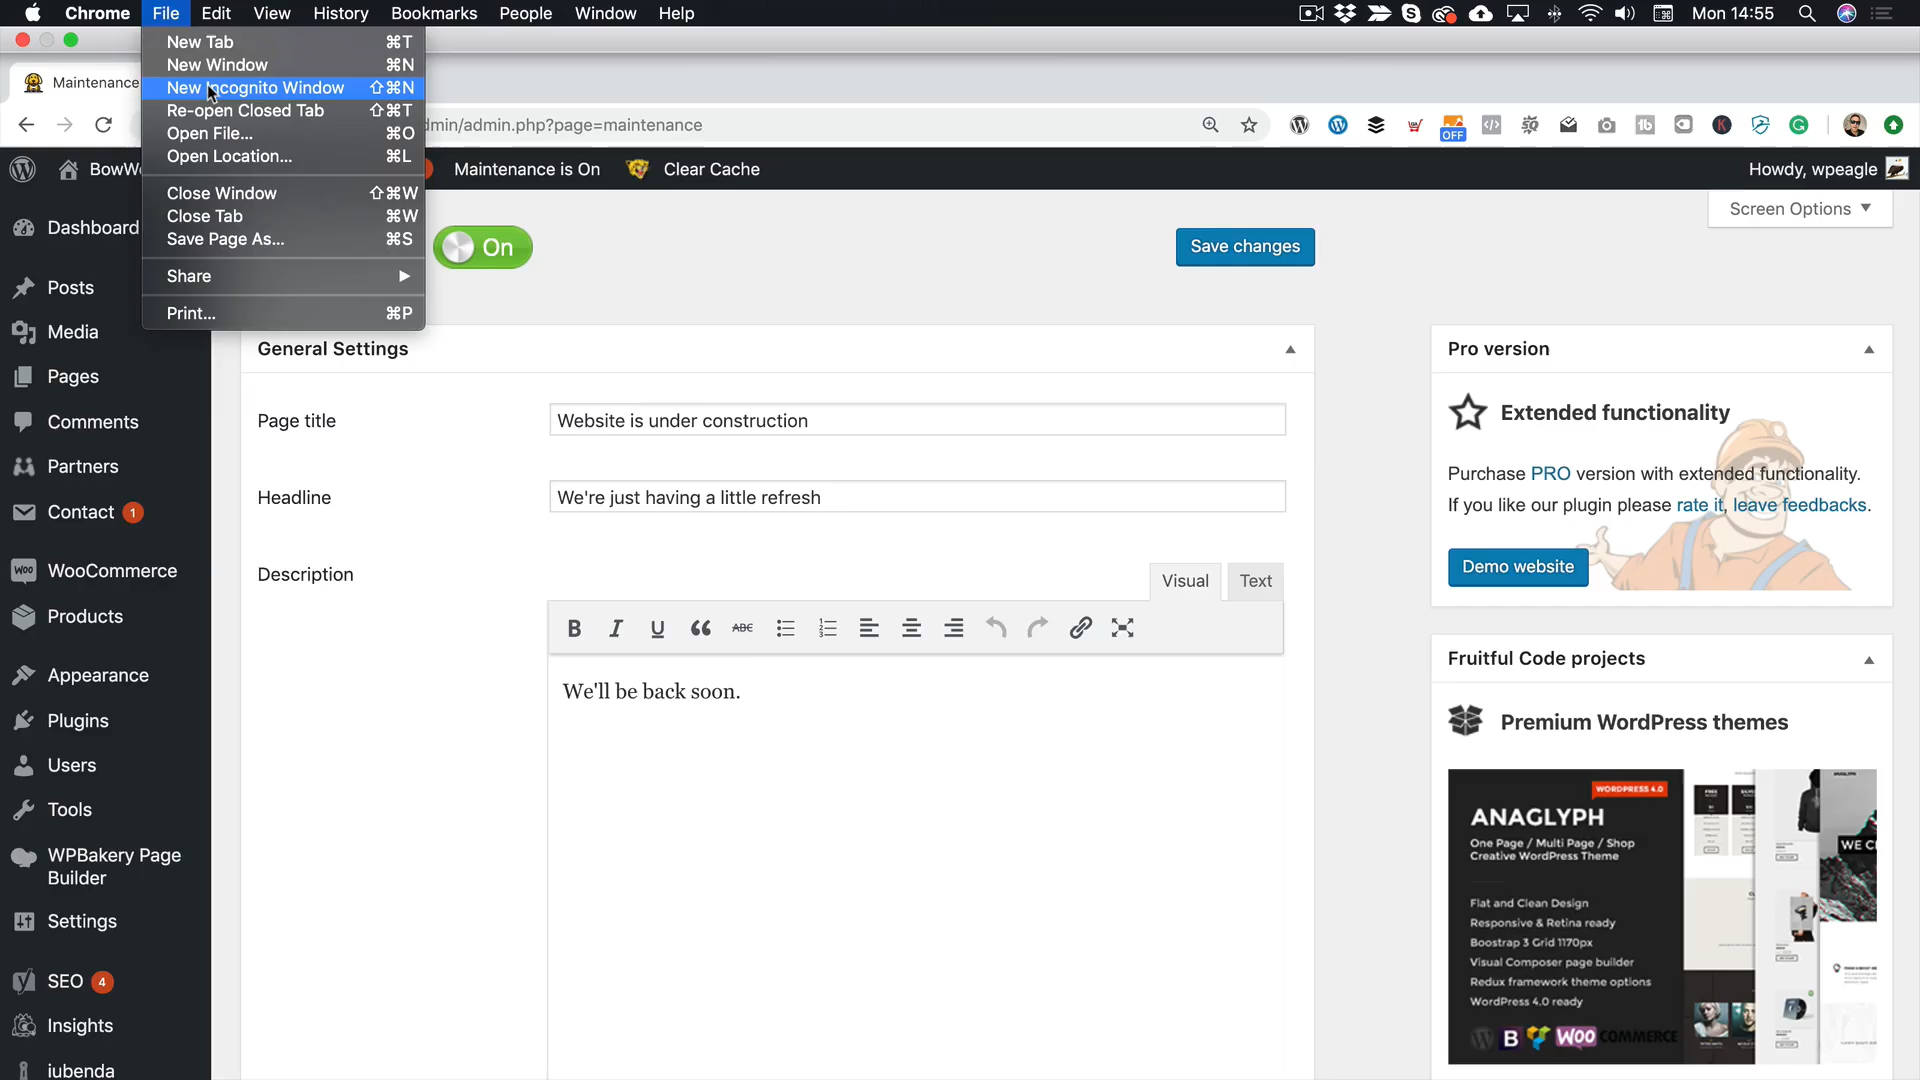 Chrome File Edit View History Bookmarks People Window Help Mon 14:55
New Tab ⌘T
New Window ⌘N
New Incognito Window ⇧⌘N
Re-open Closed Tab ⇧⌘T
Open File... ⌘O
Open Location... ⌘L
Close Window ⇧⌘W
Close Tab ⌘W
Save Page As... ⌘S
Share
Print... ⌘P
Maintenance
dmin/admin.php?page=maintenance
OFF
BowW
Maintenance is On
Clear Cache
Howdy, wpeagle
Screen Options
On
Save changes
Dashboard
Posts
Media
Pages
Comments
Partners
Contact 1
WooCommerce
Products
Appearance
Plugins
Users
Tools
WPBakery Page
Builder
Settings
SEO 4
Insights
iubenda
General Settings
Page title
Website is under construction
Headline
We're just having a little refresh
Description
Visual Text
B I U ABC
We'll be back soon.
Pro version
Extended functionality
Purchase PRO version with extended functionality.
If you like our plugin please rate it, leave feedbacks.
Demo website
Fruitful Code projects
Premium WordPress themes
WORDPRESS 4.0
ANAGLYPH
One Page / Multi Page / Shop
Creative WordPress Theme
Flat and Clean Design
Responsive & Retina ready
Boostrap 3 Grid 1170px
Visual Composer page builder
Redux framework theme options
WordPress 4.0 ready
B WOO COMMERCE
WE C